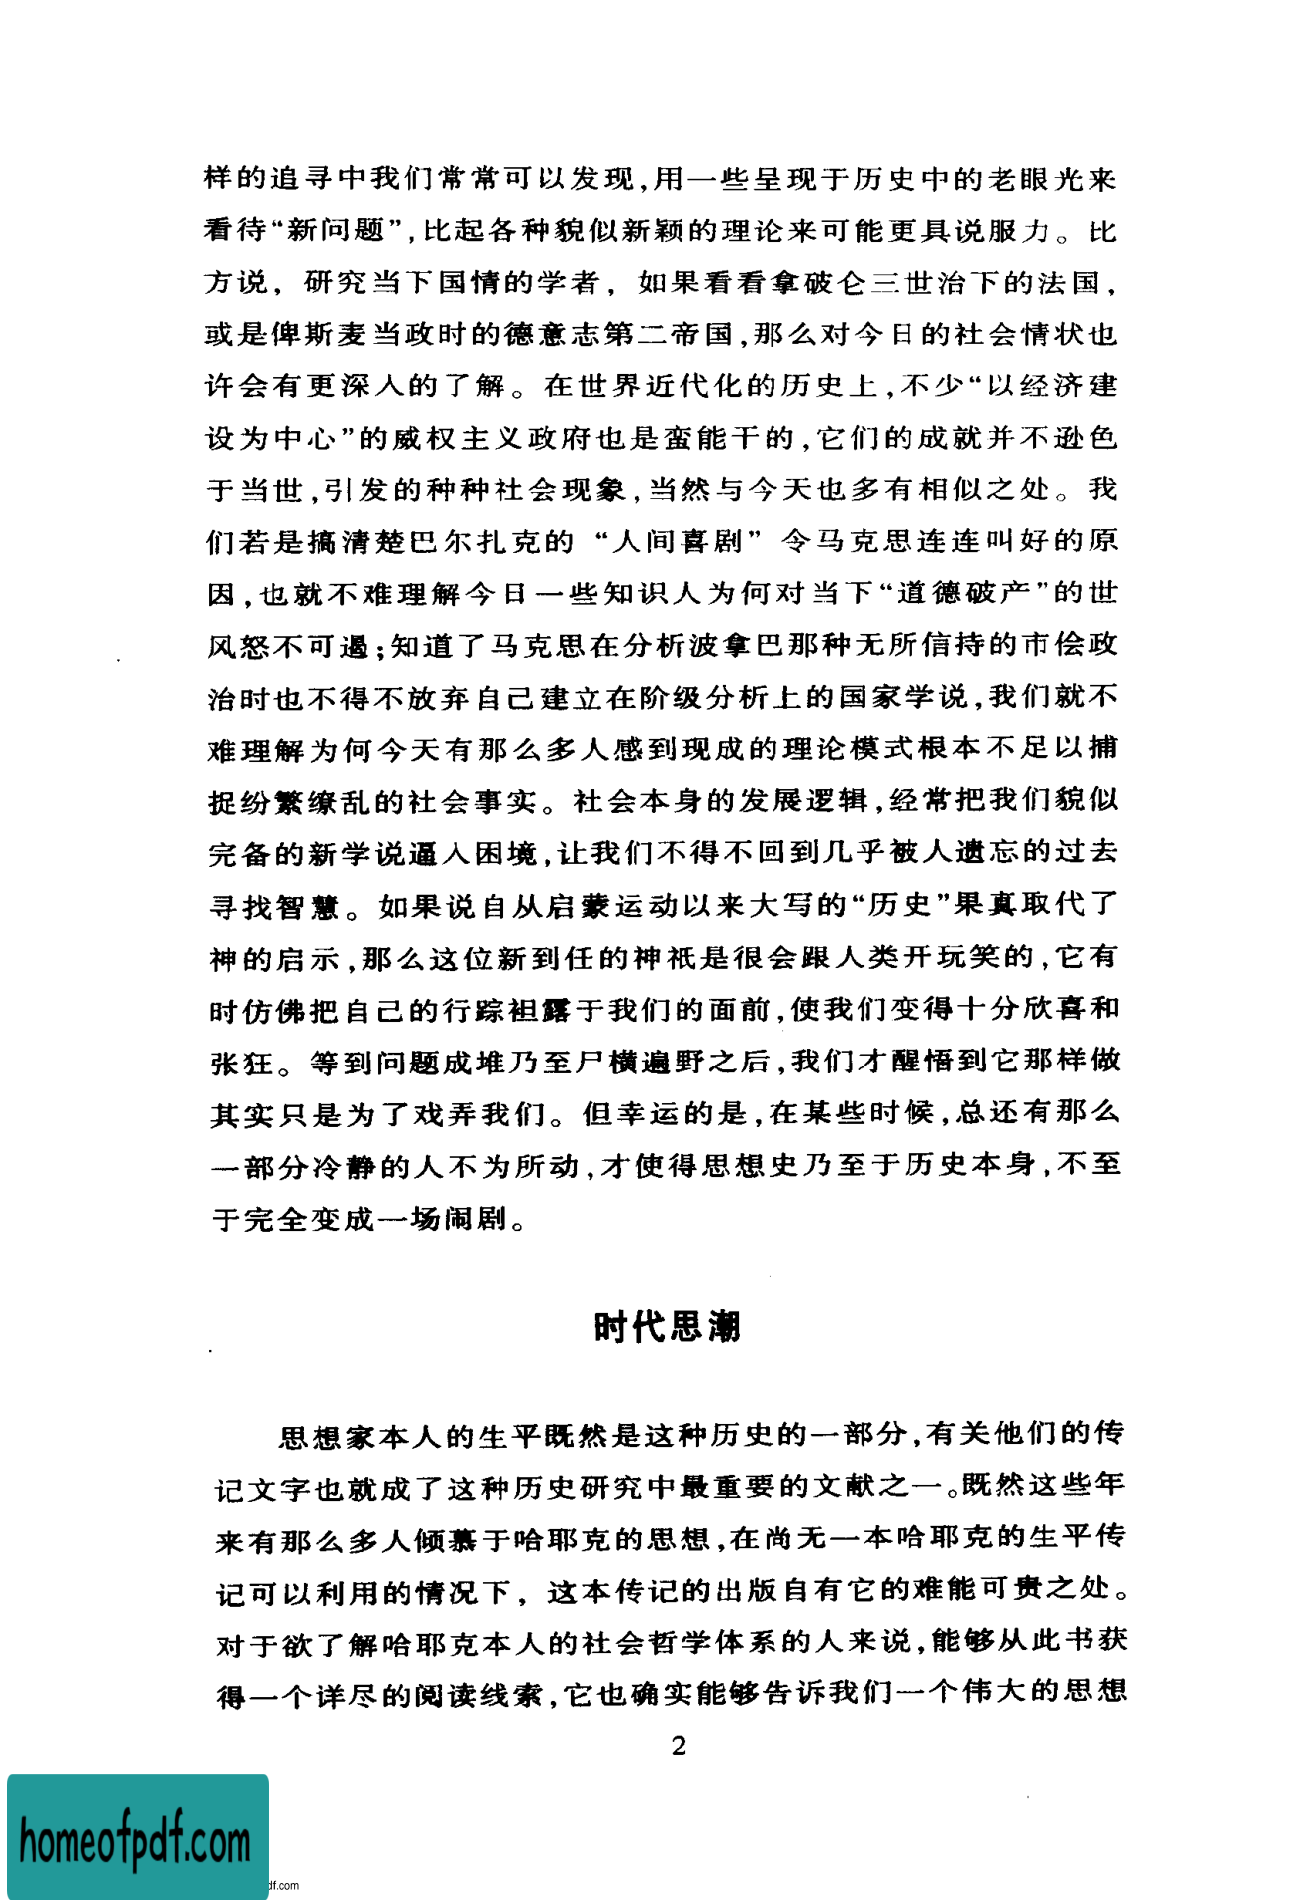 样的追寻中我们常常可以发现,用一些呈现于历史中的老眼光来
看待“新问题”,比起各种貌似新颖的理论来可能更具说服力。比
方说, 研究当下国情的学者, 如果看看拿破仑三世治下的法国,
或是俾斯麦当政时的德意志第二帝国,那么对今日的社会情状也
许会有更深入的了解。在世界近代化的历史上,不少“以经济建
设为中心”的威权主义政府也是蛮能干的,它们的成就并不逊色
于当世,引发的种种社会现象,当然与今天也多有相似之处。我
们若是搞清楚巴尔扎克的 “人间喜剧” 令马克思连连叫好的原
因,也就不难理解今日一些知识人为何对当下“道德破产”的世
风怒不可遏;知道了马克思在分析波拿巴那种无所信持的市侩政
治时也不得不放弃自己建立在阶级分析上的国家学说,我们就不
难理解为何今天有那么多人感到现成的理论模式根本不足以捕
捉纷繁缭乱的社会事实。社会本身的发展逻辑,经常把我们貌似
完备的新学说逼入困境,让我们不得不回到几乎被人遗忘的过去
寻找智慧。如果说自从启蒙运动以来大写的“历史”果真取代了
神的启示,那么这位新到任的神祇是很会跟人类开玩笑的,它有
时仿佛把自己的行踪袒露于我们的面前,使我们变得十分欣喜和
张狂。等到问题成堆乃至尸横遍野之后,我们才醒悟到它那样做
其实只是为了戏弄我们。但幸运的是,在某些时候,总还有那么
一部分冷静的人不为所动,才使得思想史乃至于历史本身,不至
于完全变成一场闹剧。
时代思潮
思想家本人的生平既然是这种历史的一部分,有关他们的传
记文字也就成了这种历史研究中最重要的文献之一。既然这些年
来有那么多人倾慕于哈耶克的思想,在尚无一本哈耶克的生平传
记可以利用的情况下, 这本传记的出版自有它的难能可贵之处。
对于欲了解哈耶克本人的社会哲学体系的人来说,能够从此书获
得一个详尽的阅读线索,它也确实能够告诉我们一个伟大的思想
2
homeofpdf.com
df.com